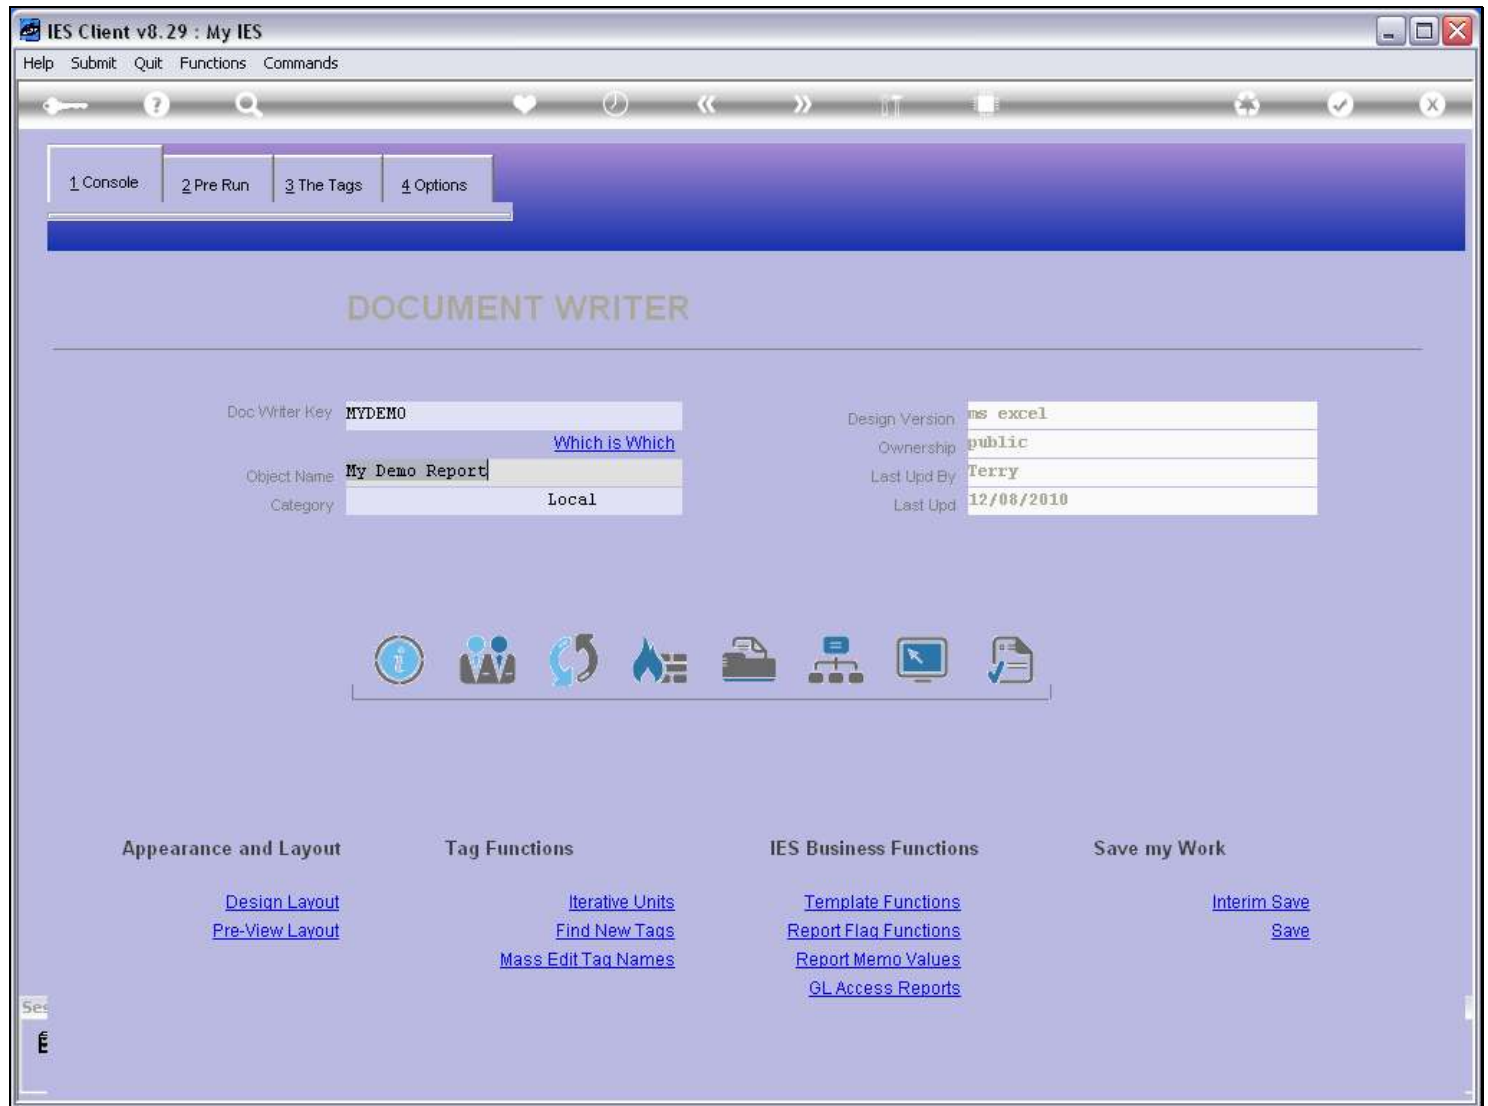 IES Client v8.29 : My IES
Help Submit Quit Functions Commands
1 Console 2 Pre Run 3 The Tags 4 Options
DOCUMENT WRITER
Doc Writer Key MYDEMO Design Version ms excel
Which is Which Ownership public
Object Name My Demo Report Last Upd By Terry
Category Local Last Upd 12/08/2010
Appearance and Layout Tag Functions IES Business Functions Save my Work
Design Layout Iterative Units Template Functions Interim Save
Pre-View Layout Find New Tags Report Flag Functions Save
Mass Edit Tag Names Report Memo Values
GL Access Reports
Ses